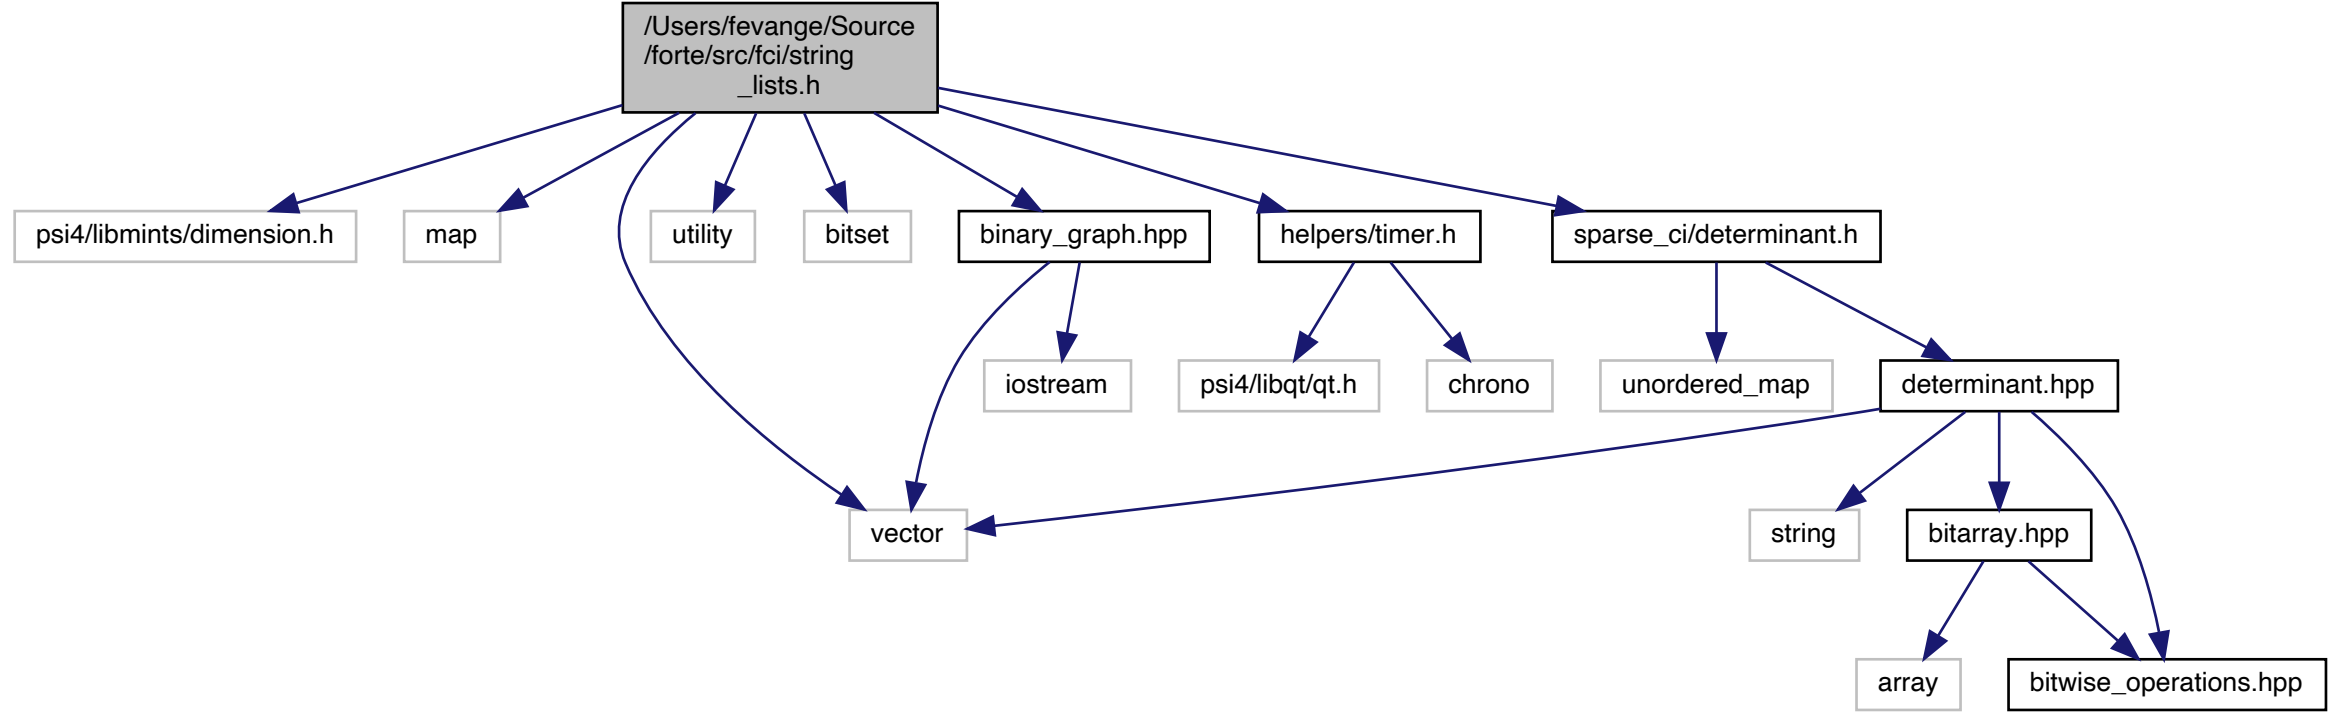 /Users/fevange/Source
/forte/src/fci/string
_lists.h
psi4/libmints/dimension.h
map
utility
bitset
binary_graph.hpp
helpers/timer.h
sparse_ci/determinant.h
iostream
psi4/libqt/qt.h
chrono
unordered_map
determinant.hpp
vector
string
bitarray.hpp
array
bitwise_operations.hpp